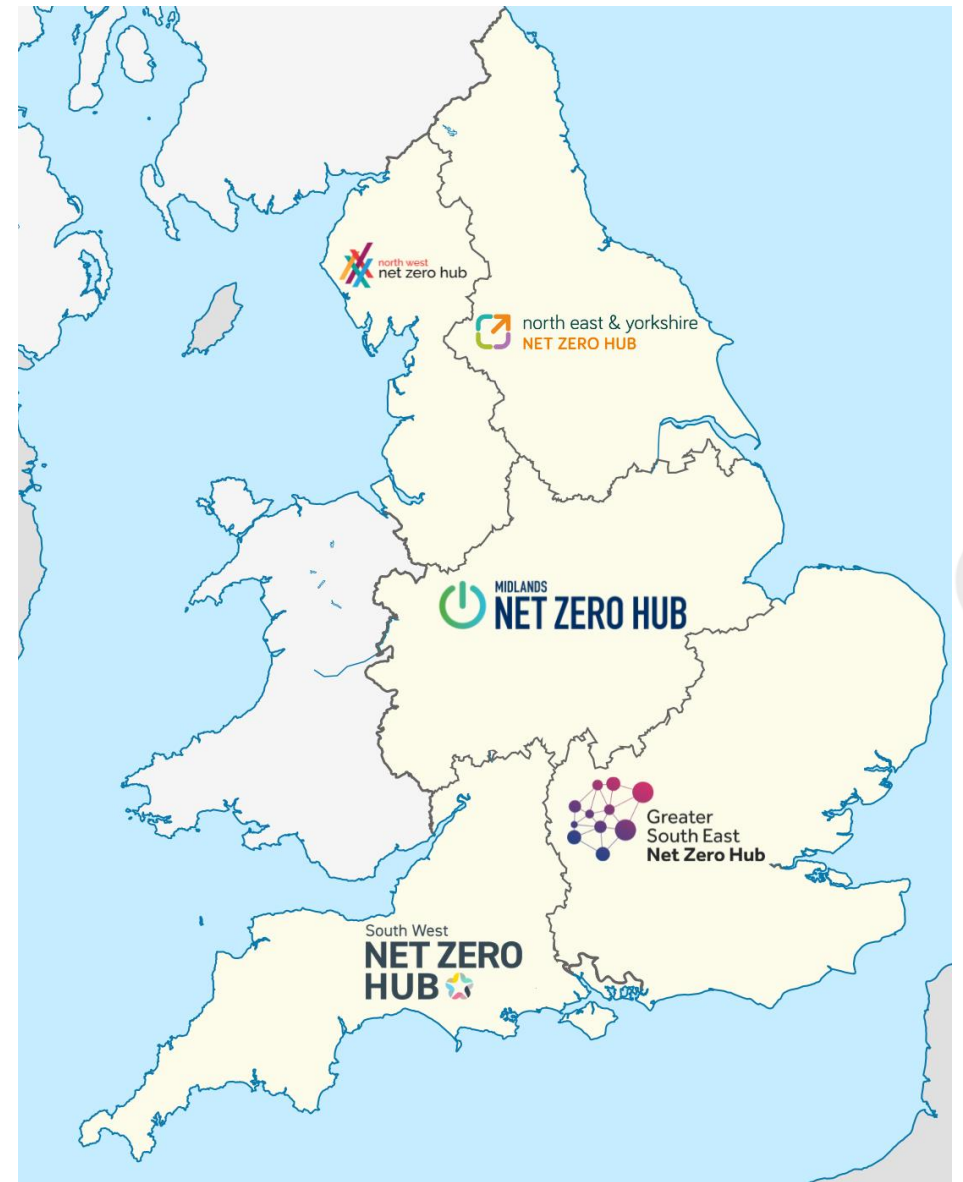 north west
net zero hub
north east & yorkshire
NET ZERO HUB
MIDLANDS
NET ZERO HUB
Greater
South East
Net Zero Hub
South West
NET ZERO
HUB